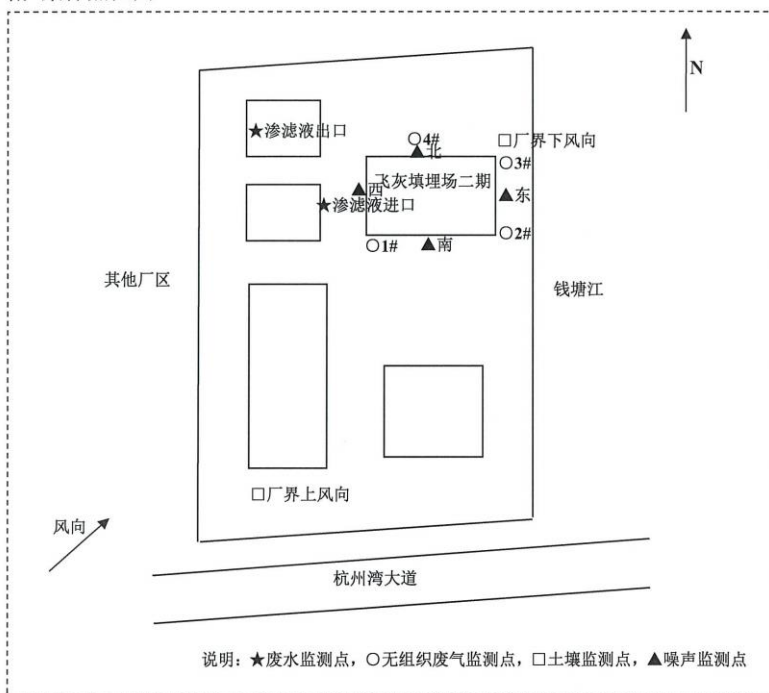 N
★渗滤液出口
○4#
▲北
□厂界下风向
○3#
飞灰填埋场二期
▲西
▲东
★渗滤液进口
○2#
○1#
▲南
其他厂区
钱塘江
□厂界上风向
风向
杭州湾大道
说明：★废水监测点，○无组织废气监测点，□土壤监测点，▲噪声监测点